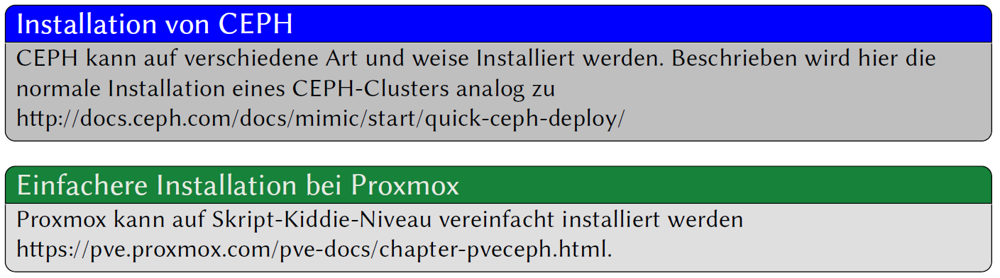 Installation von CEPH
CEPH kann auf verschiedene Art und weise Installiert werden. Beschrieben wird hier die
normale Installation eines CEPH-Clusters analog zu
http://docs.ceph.com/docs/mimic/start/quick-ceph-deploy/
Einfachere Installation bei Proxmox
Proxmox kann auf Skript-Kiddie-Niveau vereinfacht installiert werden
https://pve.proxmox.com/pve-docs/chapter-pveceph.html.